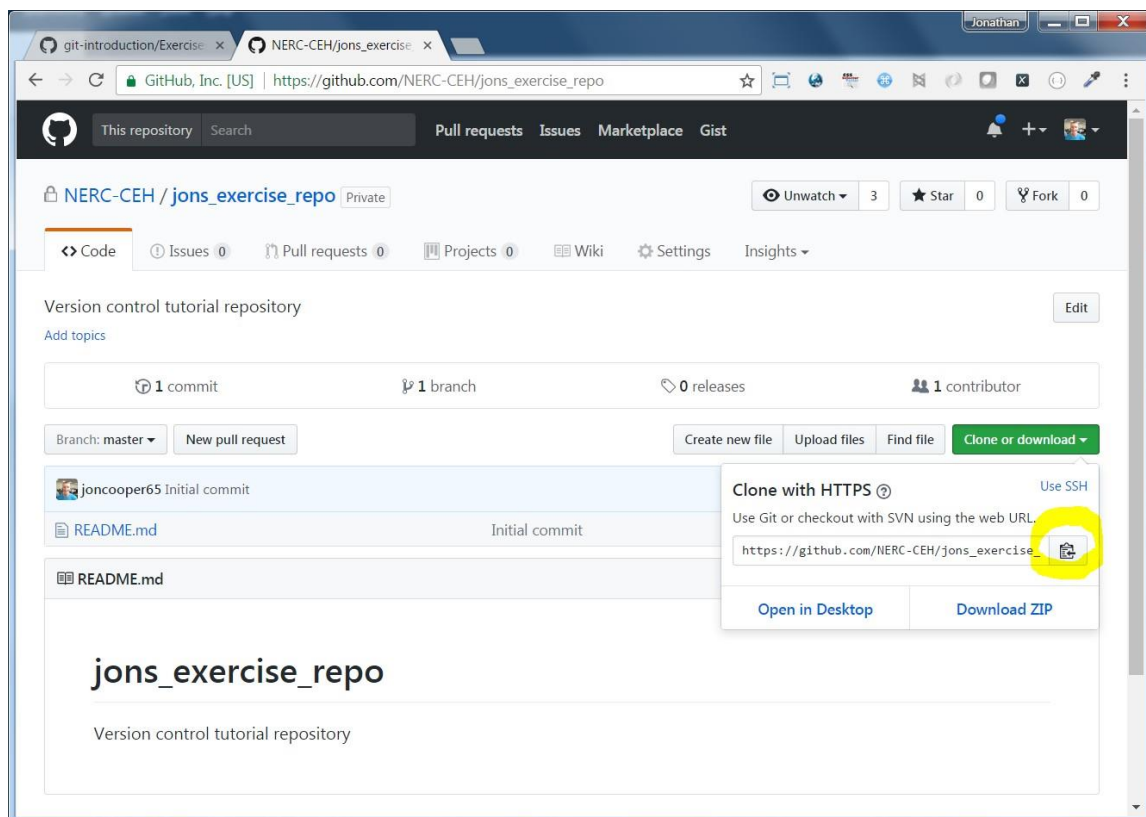 Jonathan
git-introduction/Exercise
NERC-CEH/jons_exercise
GitHub, Inc. [US] | https://github.com/NERC-CEH/jons_exercise_repo
This repository Search Pull requests Issues Marketplace Gist
NERC-CEH / jons_exercise_repo Private Unwatch 3 Star 0 Fork 0
Code Issues 0 Pull requests 0 Projects 0 Wiki Settings Insights
Version control tutorial repository Edit
Add topics
1 commit 1 branch 0 releases 1 contributor
Branch: master New pull request Create new file Upload files Find file Clone or download
joncooper65 Initial commit
README.md Initial commit
Clone with HTTPS Use SSH
Use Git or checkout with SVN using the web URL.
https://github.com/NERC-CEH/jons_exercise_
Open in Desktop Download ZIP
README.md
jons_exercise_repo
Version control tutorial repository